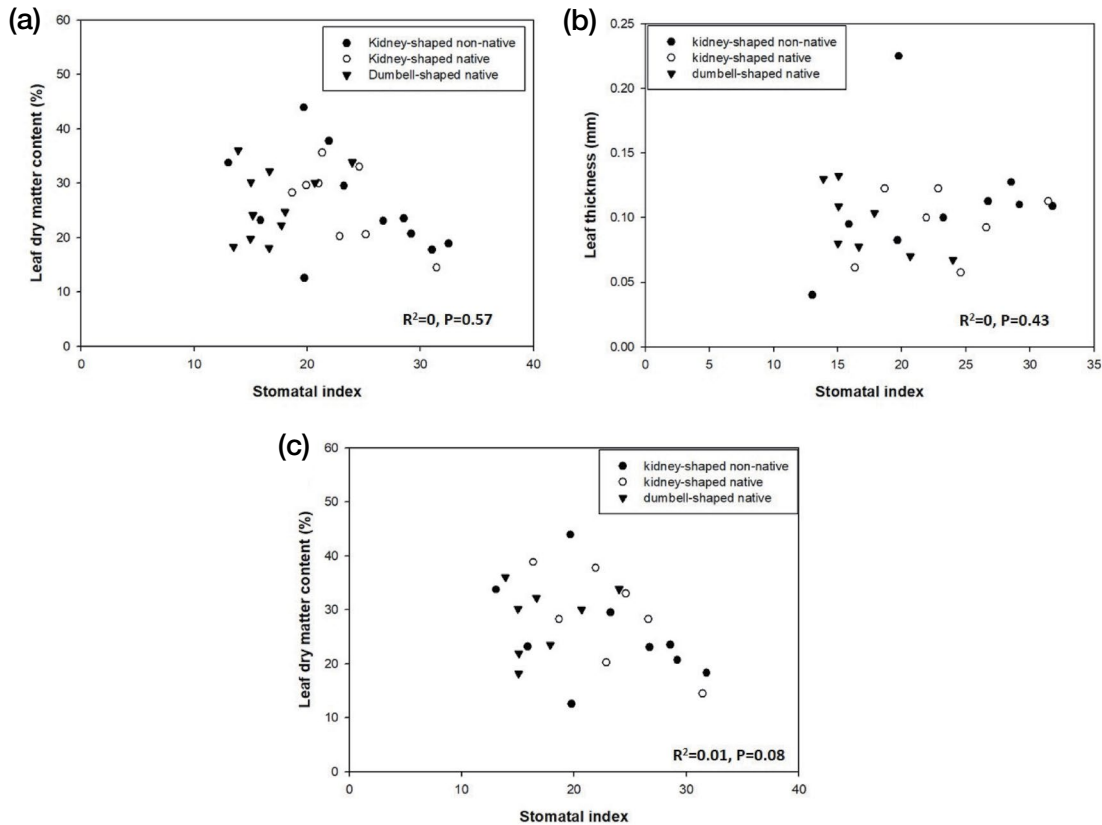 (a)
60
50
40
30
20
10
0
Leaf dry matter content (%)
Kidney-shaped non-native
Kidney-shaped native
Dumbell-shaped native
R²=0, P=0.57
0 10 20 30 40
Stomatal index
(b)
0.25
0.20
0.15
0.10
0.05
0.00
Leaf thickness (mm)
kidney-shaped non-native
kidney-shaped native
dumbell-shaped native
R²=0, P=0.43
0 5 10 15 20 25 30 35
Stomatal index
(c)
60
50
40
30
20
10
0
Leaf dry matter content (%)
kidney-shaped non-native
kidney-shaped native
dumbell-shaped native
R²=0.01, P=0.08
0 10 20 30 40
Stomatal index